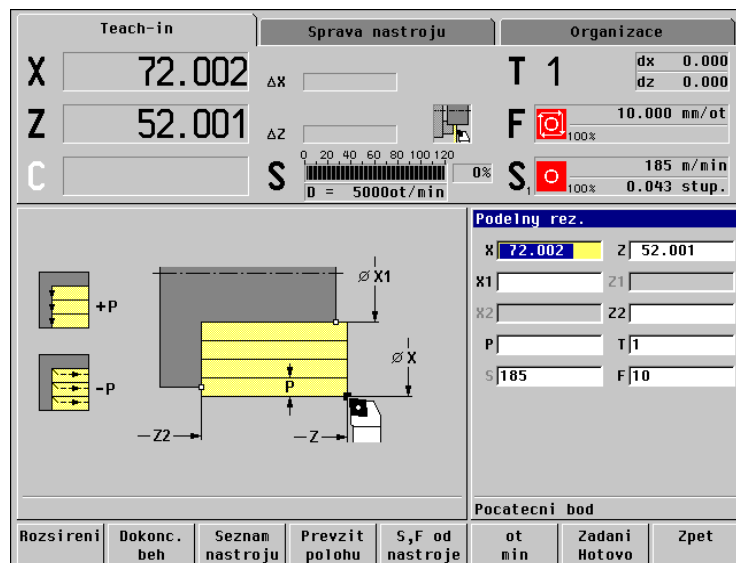 Teach-in Sprava nastroju Organizace
X 72.002 ΔX T 1 dx 0.000
dz 0.000
Z 52.001 ΔZ F 100% 10.000 mm/ot
C S 0 20 40 60 80 100 120 0% S1 100% 185 m/min
D = 5000ot/min 0.043 stup.
Podelny rez.
X 72.002 Z 52.001
X1 Z1
X2 Z2
P T 1
S 185 F 10
Pocatecni bod
+P
-P
⌀ X1
⌀ X
P
Z2
Z
Rozsireni Dokonc. beh Seznam nastroju Prevzit polohu S,F od nastroje ot min Zadani Hotovo Zpet